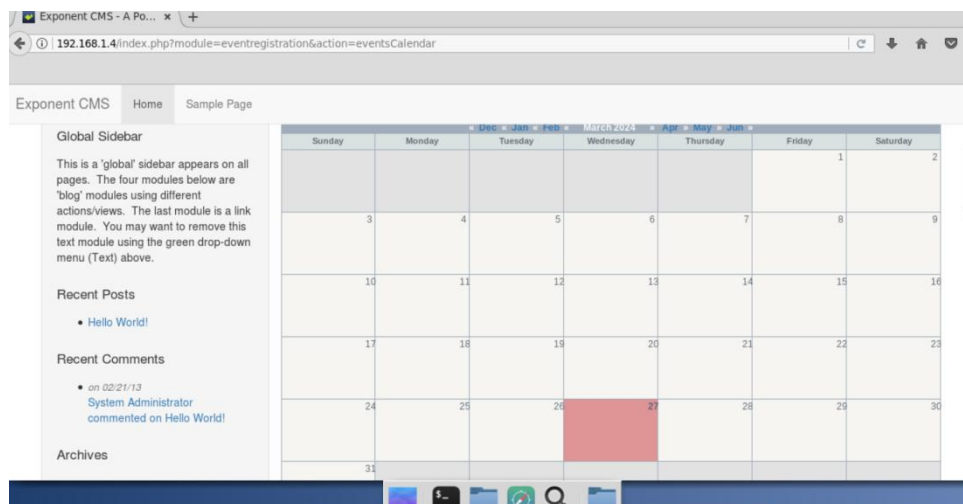 Exponent CMS - A Po... × +
192.168.1.4/index.php?module=eventregistration&action=eventsCalendar
Exponent CMS Home Sample Page
Global Sidebar
This is a 'global' sidebar appears on all
pages. The four modules below are
'blog' modules using different
actions/views. The last module is a link
module. You may want to remove this
text module using the green drop-down
menu (Text) above.
Recent Posts
• Hello World!
Recent Comments
• on 02/21/13
System Administrator
commented on Hello World!
Archives
« Dec « Jan « Feb « March 2024 » Apr » May » Jun »
Sunday Monday Tuesday Wednesday Thursday Friday Saturday
1 2
3 4 5 6 7 8 9
10 11 12 13 14 15 16
17 18 19 20 21 22 23
24 25 26 27 28 29 30
31
$_